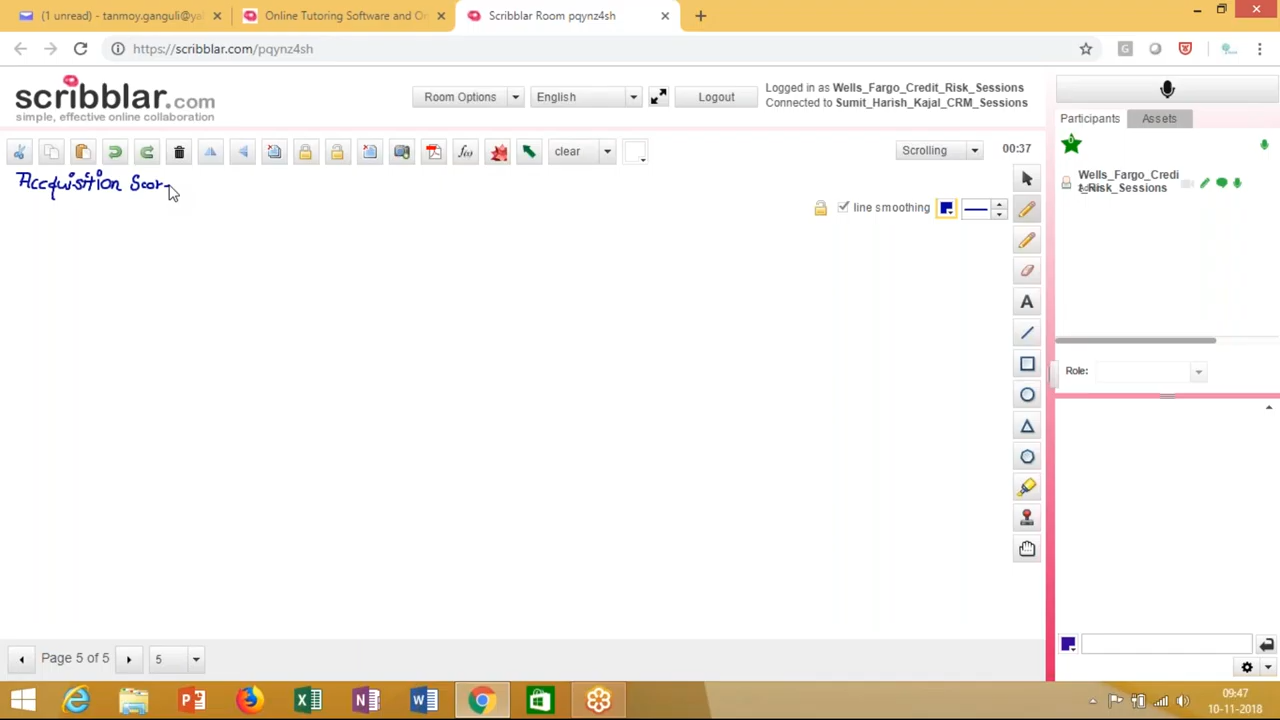 (1 unread) - tanmoy.ganguli@ya
Online Tutoring Software and On
Scribblar Room pqynz4sh
https://scribblar.com/pqynz4sh
scribblar.com
simple, effective online collaboration
Room Options
English
Logout
Logged in as Wells_Fargo_Credit_Risk_Sessions
Connected to Sumit_Harish_Kajal_CRM_Sessions
Participants
Assets
clear
Scrolling
00:37
Accquisition Scor
line smoothing
Wells_Fargo_Credi
t_Risk_Sessions
Role:
Page 5 of 5
5
09:47
10-11-2018